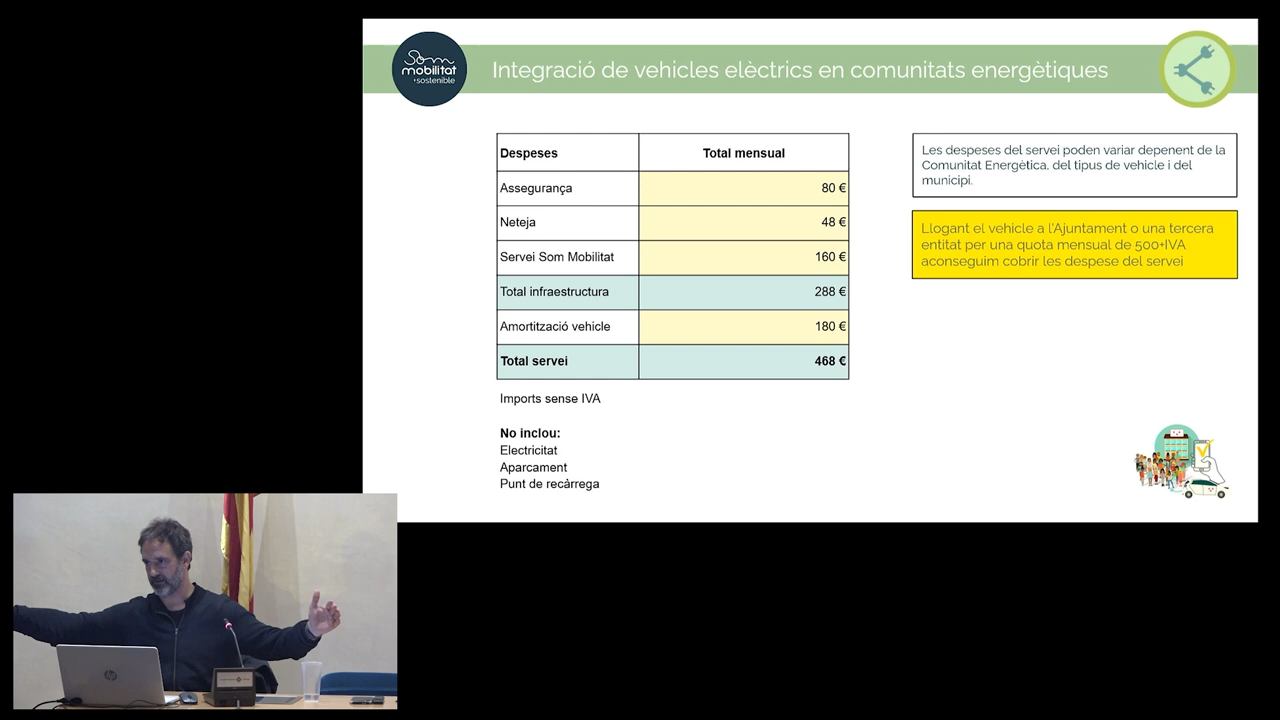 Som
mobilitat
+sostenible
Integració de vehicles elèctrics en comunitats energètiques
Despeses Total mensual
Assegurança 80 €
Neteja 48 €
Servei Som Mobilitat 160 €
Total infraestructura 288 €
Amortització vehicle 180 €
Total servei 468 €
Imports sense IVA
No inclou:
Electricitat
Aparcament
Punt de recàrrega
Les despeses del servei poden variar depenent de la
Comunitat Energètica, del tipus de vehicle i del
municipi.
Llogant el vehicle a l'Ajuntament o una tercera
entitat per una quota mensual de 500+IVA
aconseguim cobrir les despese del servei
hp